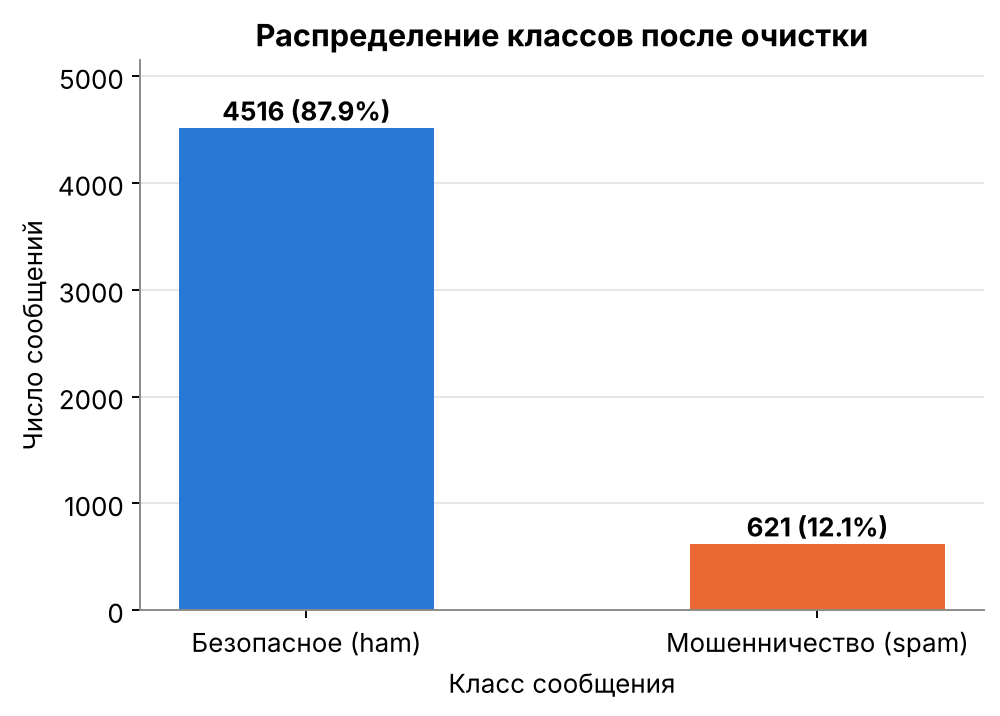 Распределение классов после очистки
Число сообщений
5000
4000
3000
2000
1000
0
4516 (87.9%)
621 (12.1%)
Безопасное (ham)
Мошенничество (spam)
Класс сообщения